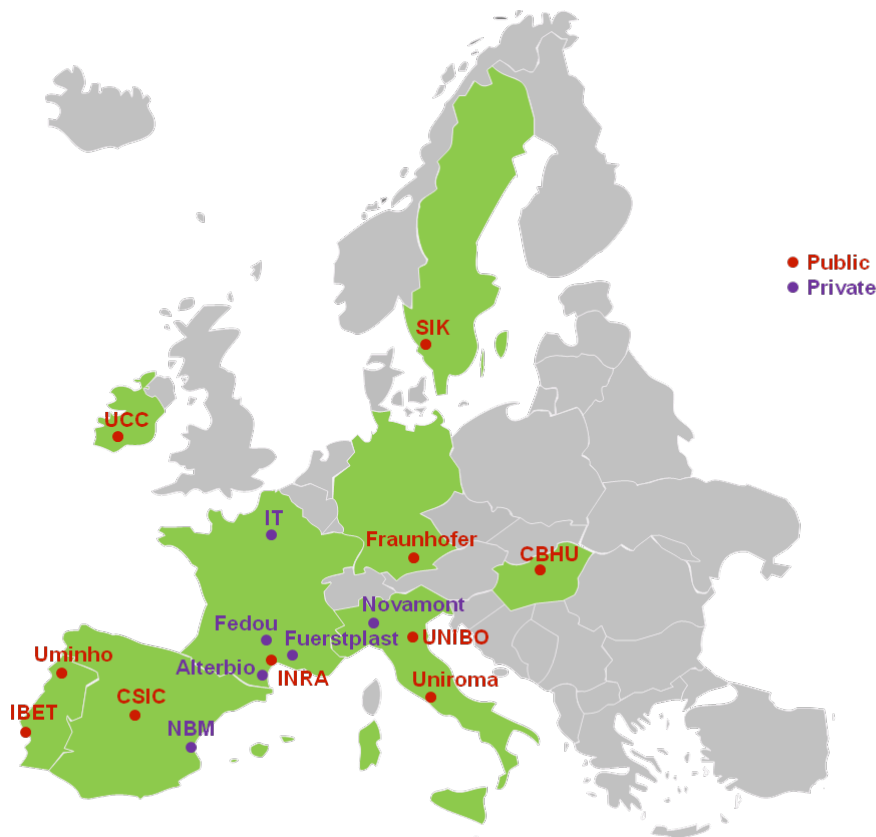 Public
Private
SIK
UCC
IT
Fraunhofer
CBHU
Novamont
Fedou
Fuerstplast
UNIBO
Uminho
Alterbio
INRA
Uniroma
CSIC
IBET
NBM